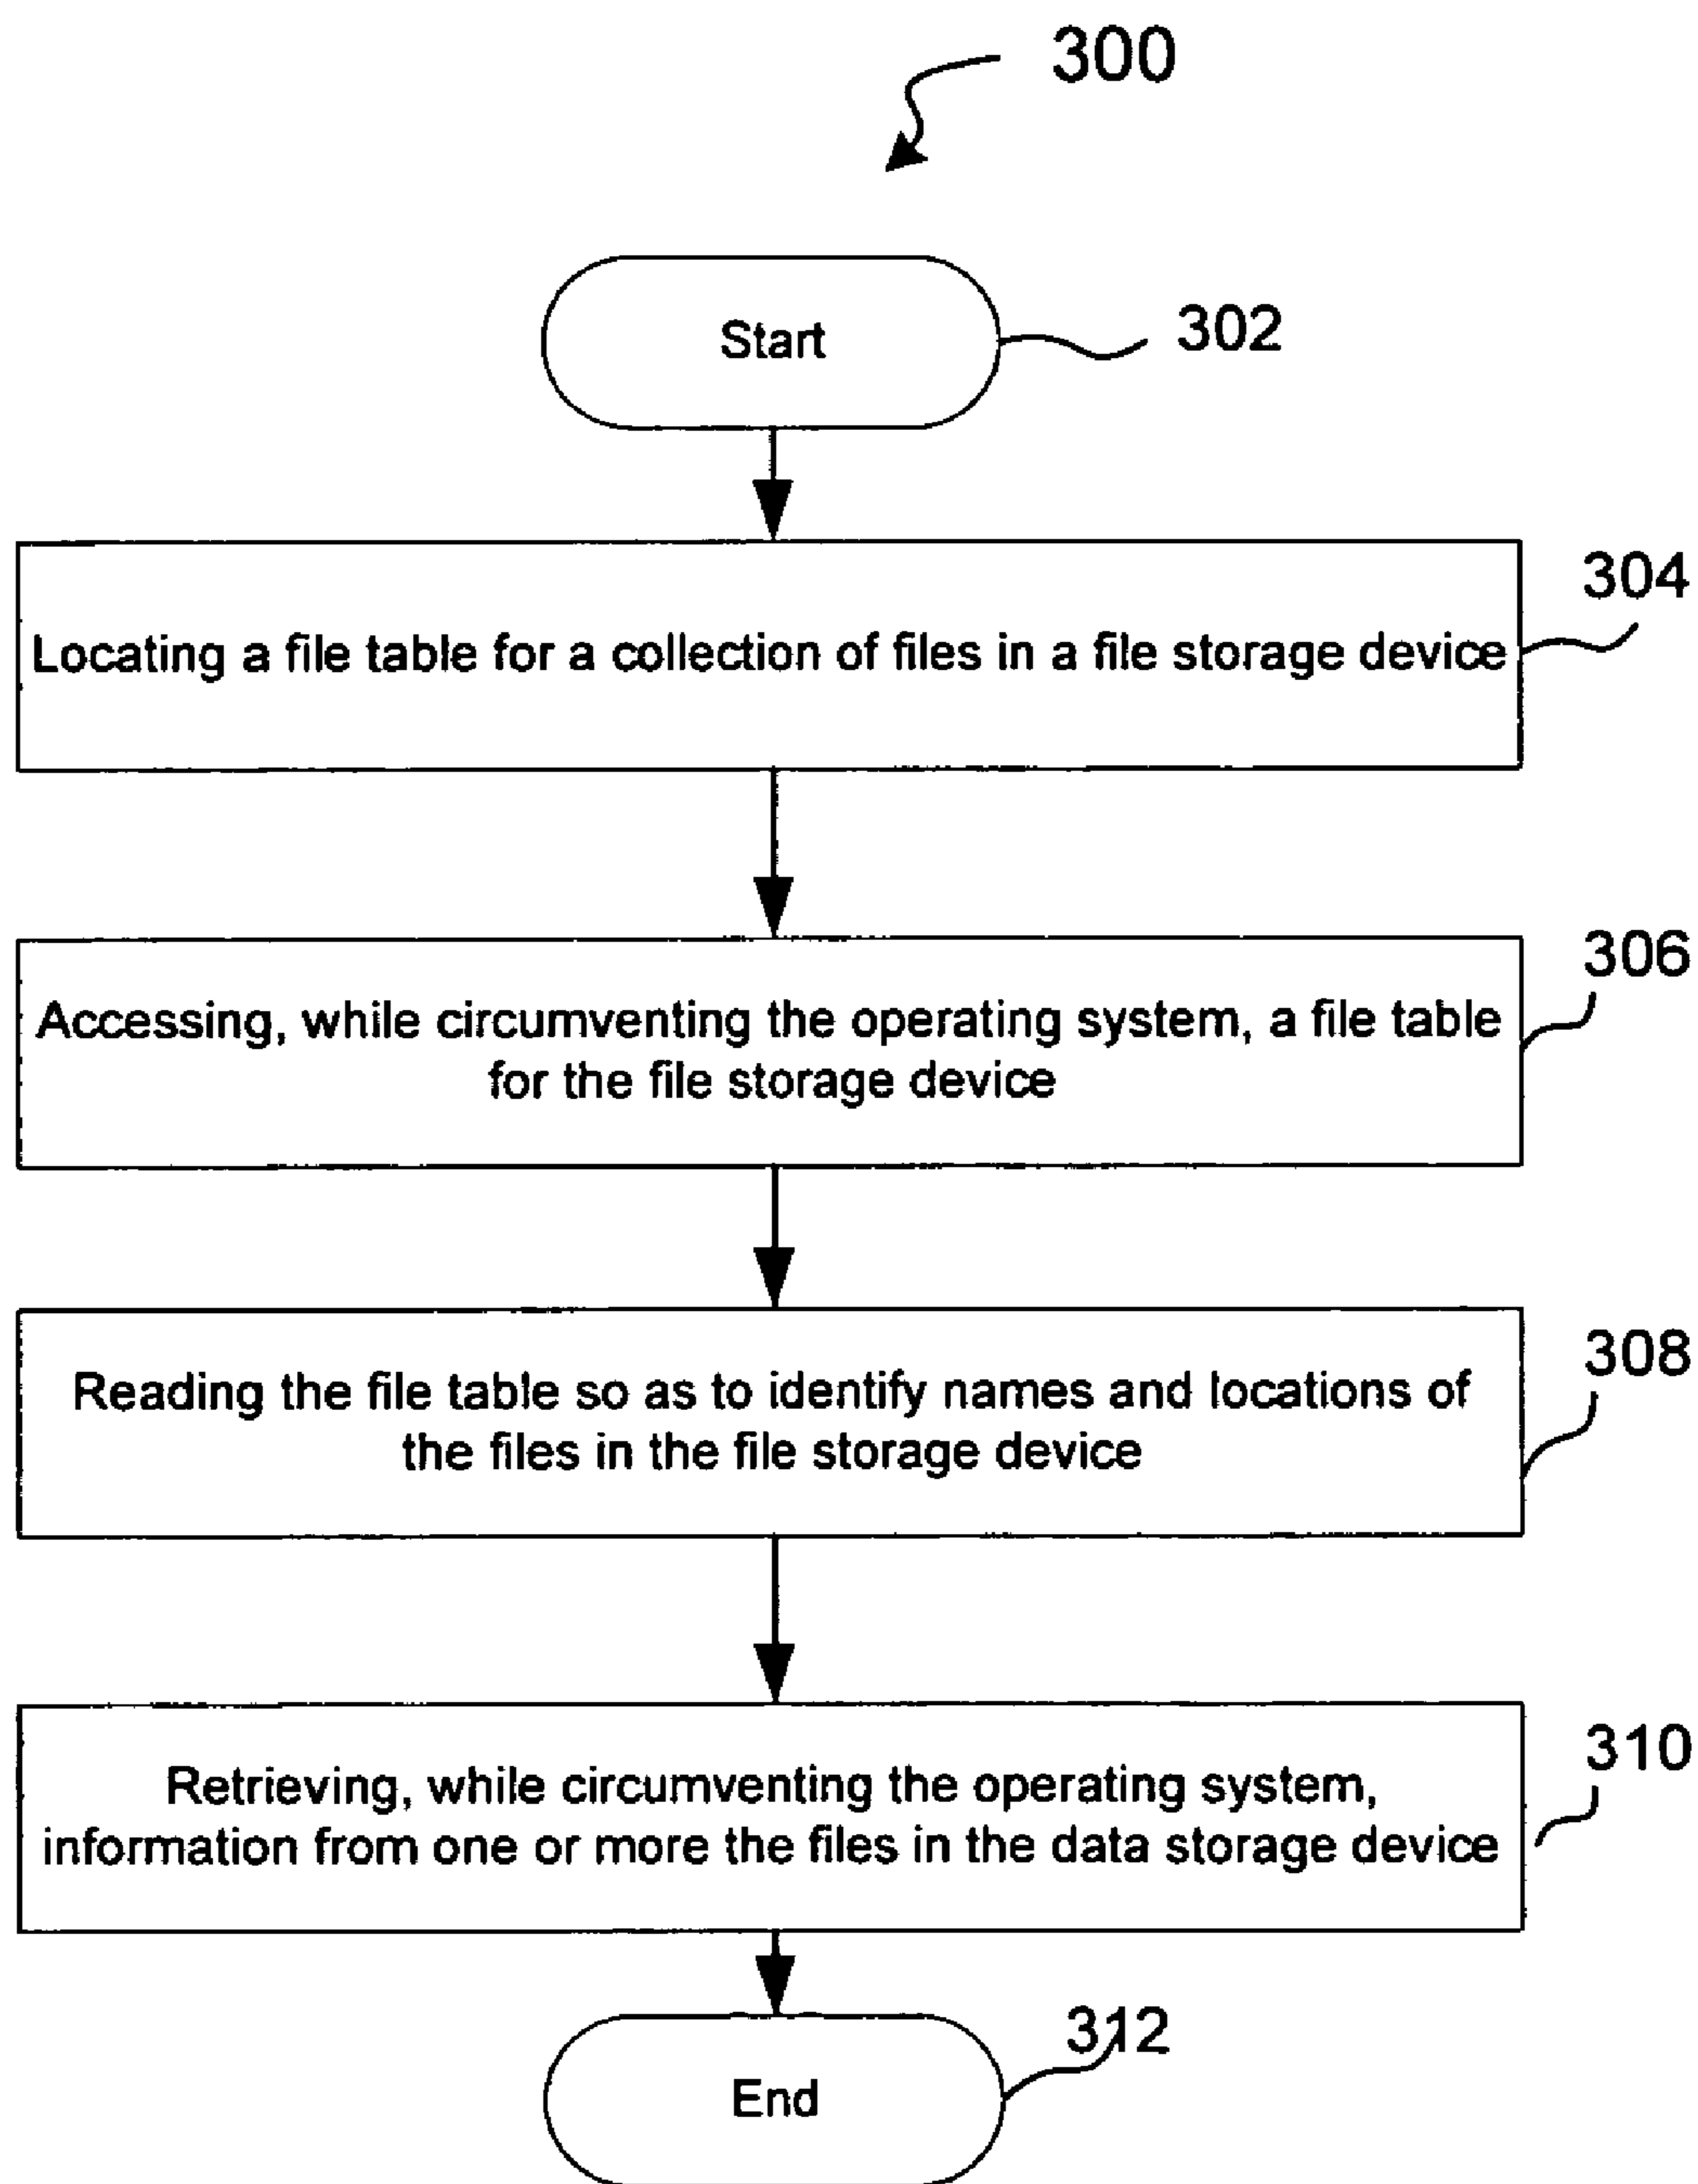 300
Start
302
304
Locating a file table for a collection of files in a file storage device
306
Accessing, while circumventing the operating system, a file table
for the file storage device
308
Reading the file table so as to identify names and locations of
the files in the file storage device
310
Retrieving, while circumventing the operating system,
information from one or more the files in the data storage device
312
End